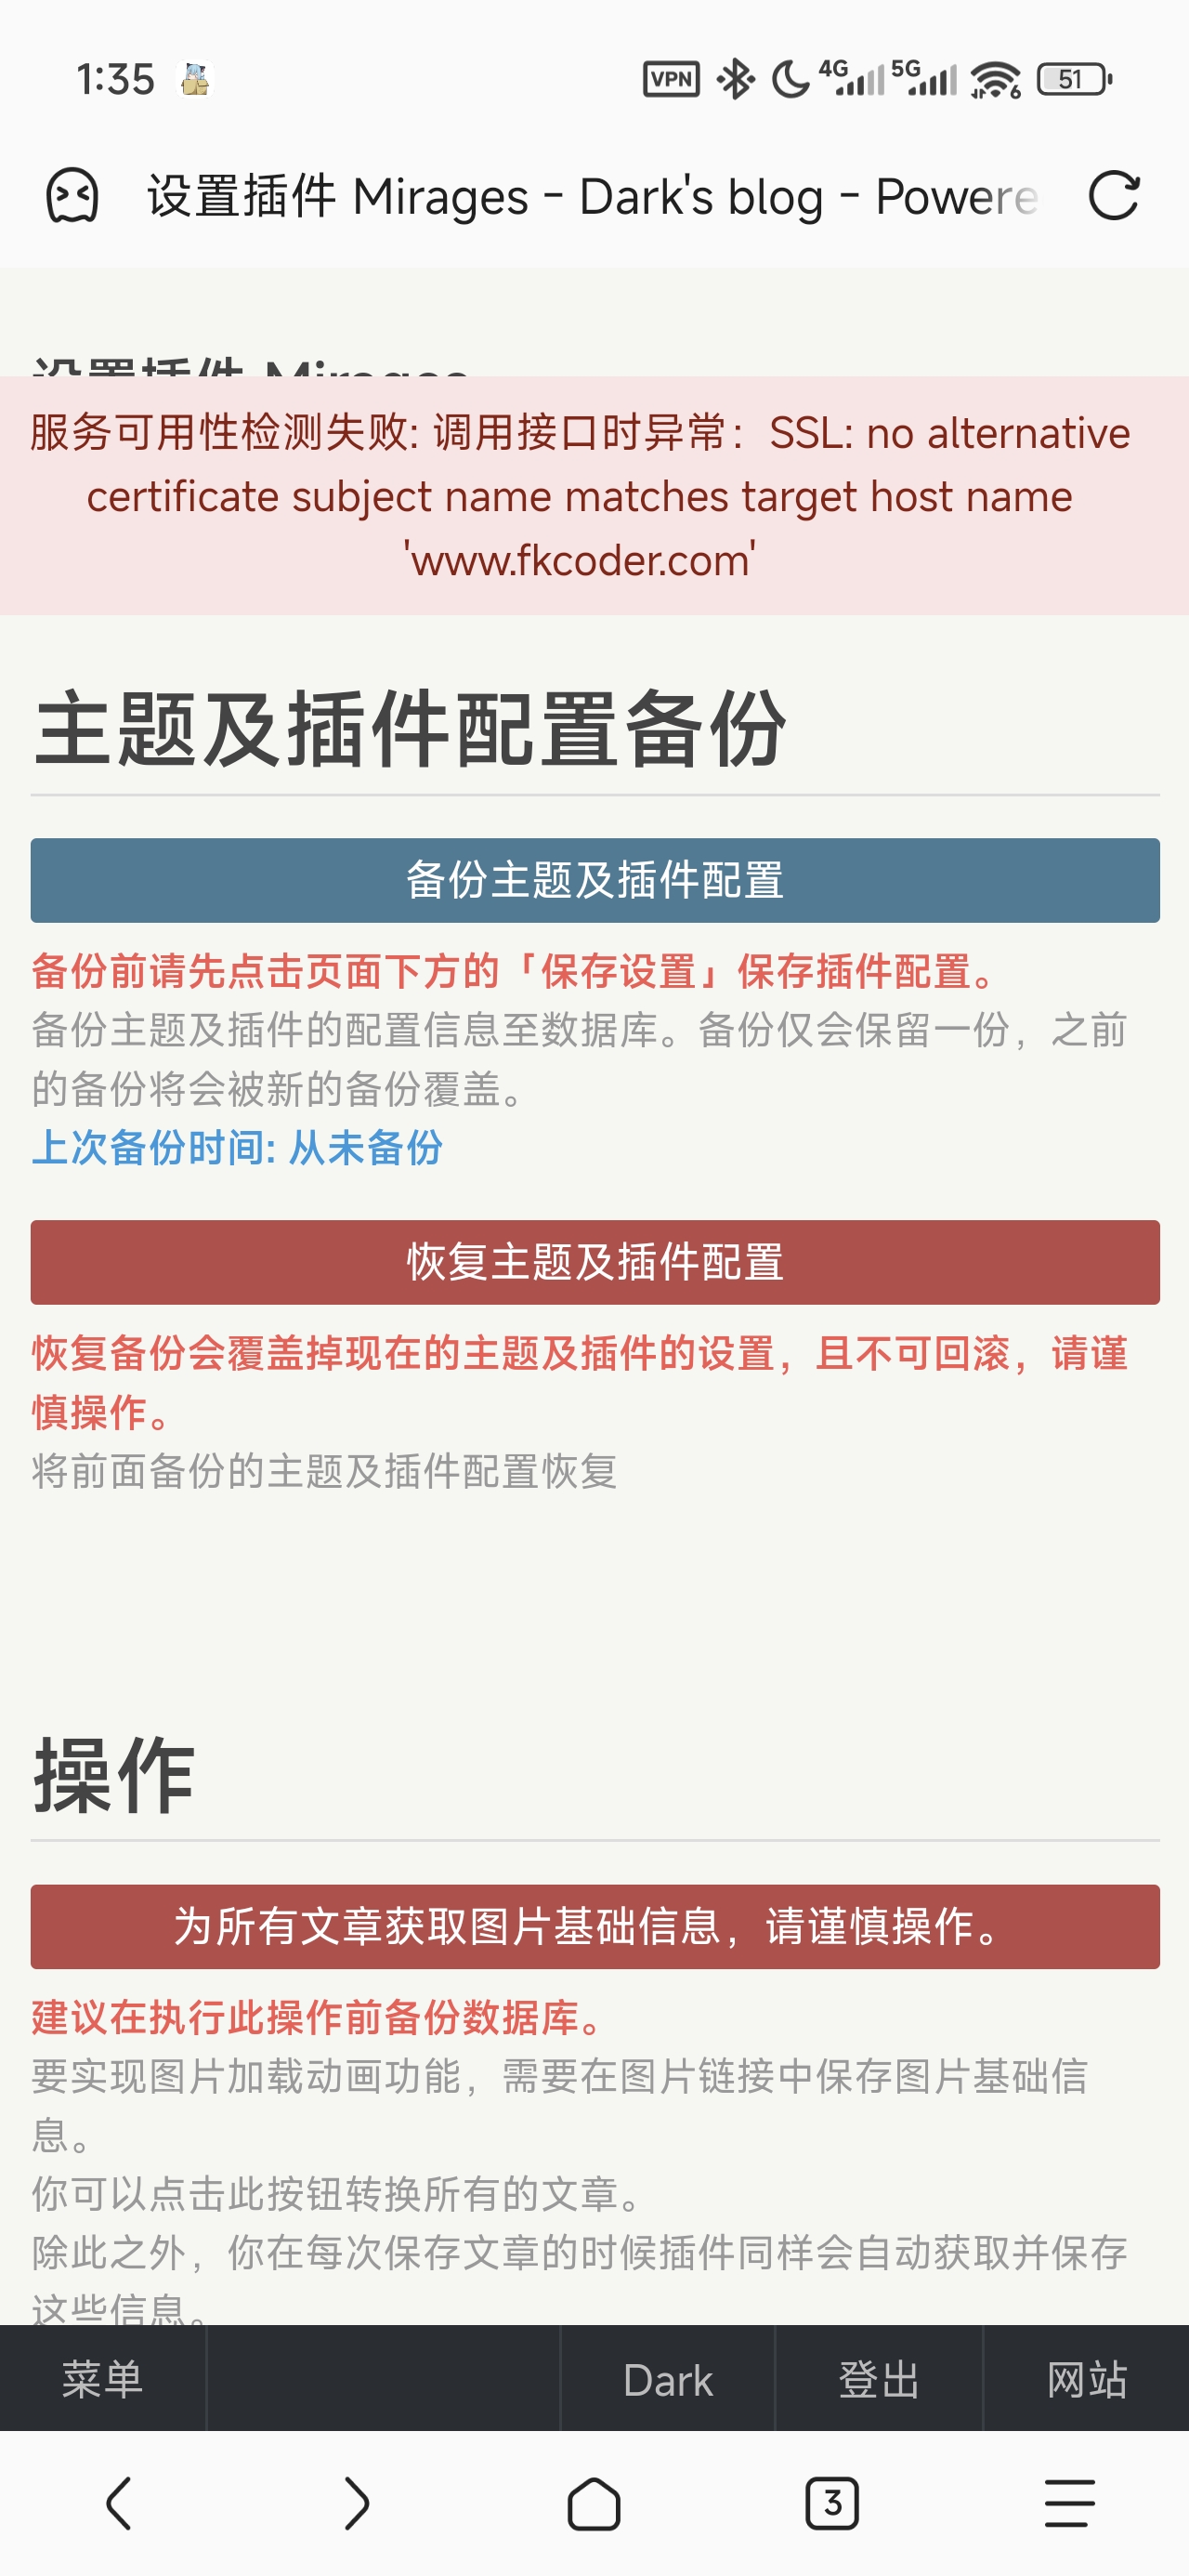 1:35
VPN 4G 5G 6 51
设置插件 Mirages - Dark's blog - Powere
设置插件 Mirages
服务可用性检测失败: 调用接口时异常：SSL: no alternative
certificate subject name matches target host name
'www.fkcoder.com'
主题及插件配置备份
备份主题及插件配置
备份前请先点击页面下方的「保存设置」保存插件配置。
备份主题及插件的配置信息至数据库。备份仅会保留一份，之前
的备份将会被新的备份覆盖。
上次备份时间: 从未备份
恢复主题及插件配置
恢复备份会覆盖掉现在的主题及插件的设置，且不可回滚，请谨
慎操作。
将前面备份的主题及插件配置恢复
操作
为所有文章获取图片基础信息，请谨慎操作。
建议在执行此操作前备份数据库。
要实现图片加载动画功能，需要在图片链接中保存图片基础信
息。
你可以点击此按钮转换所有的文章。
除此之外，你在每次保存文章的时候插件同样会自动获取并保存
这些信息。
菜单 Dark 登出 网站
3